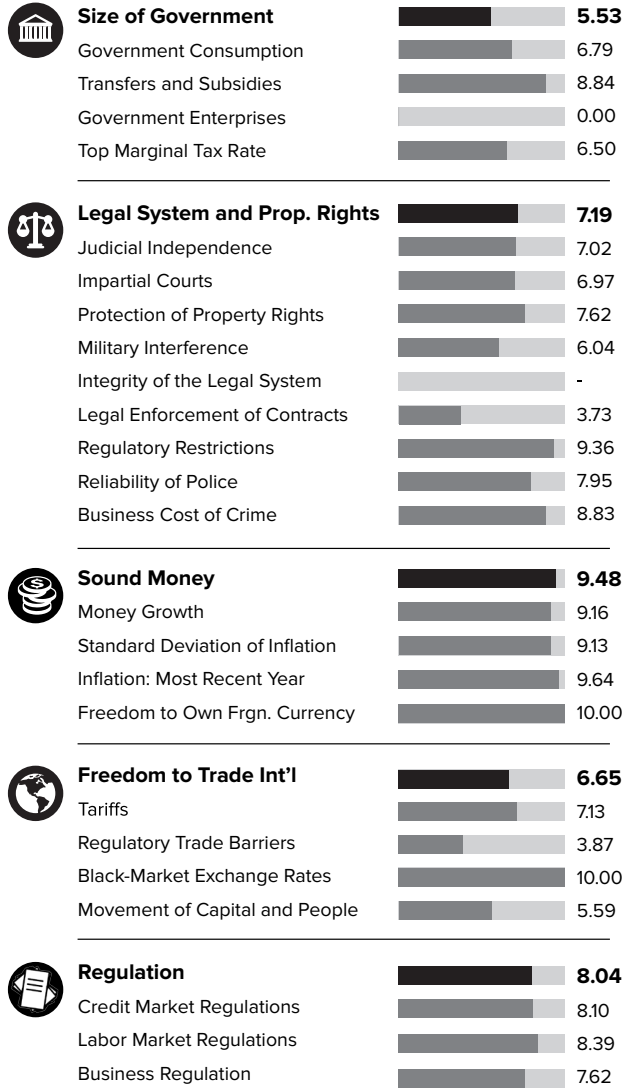 Size of Government 5.53
Government Consumption 6.79
Transfers and Subsidies 8.84
Government Enterprises 0.00
Top Marginal Tax Rate 6.50
Legal System and Prop. Rights 7.19
Judicial Independence 7.02
Impartial Courts 6.97
Protection of Property Rights 7.62
Military Interference 6.04
Integrity of the Legal System -
Legal Enforcement of Contracts 3.73
Regulatory Restrictions 9.36
Reliability of Police 7.95
Business Cost of Crime 8.83
$
Sound Money 9.48
Money Growth 9.16
Standard Deviation of Inflation 9.13
Inflation: Most Recent Year 9.64
Freedom to Own Frgn. Currency 10.00
Freedom to Trade Int'l 6.65
Tariffs 7.13
Regulatory Trade Barriers 3.87
Black-Market Exchange Rates 10.00
Movement of Capital and People 5.59
Regulation 8.04
Credit Market Regulations 8.10
Labor Market Regulations 8.39
Business Regulation 7.62